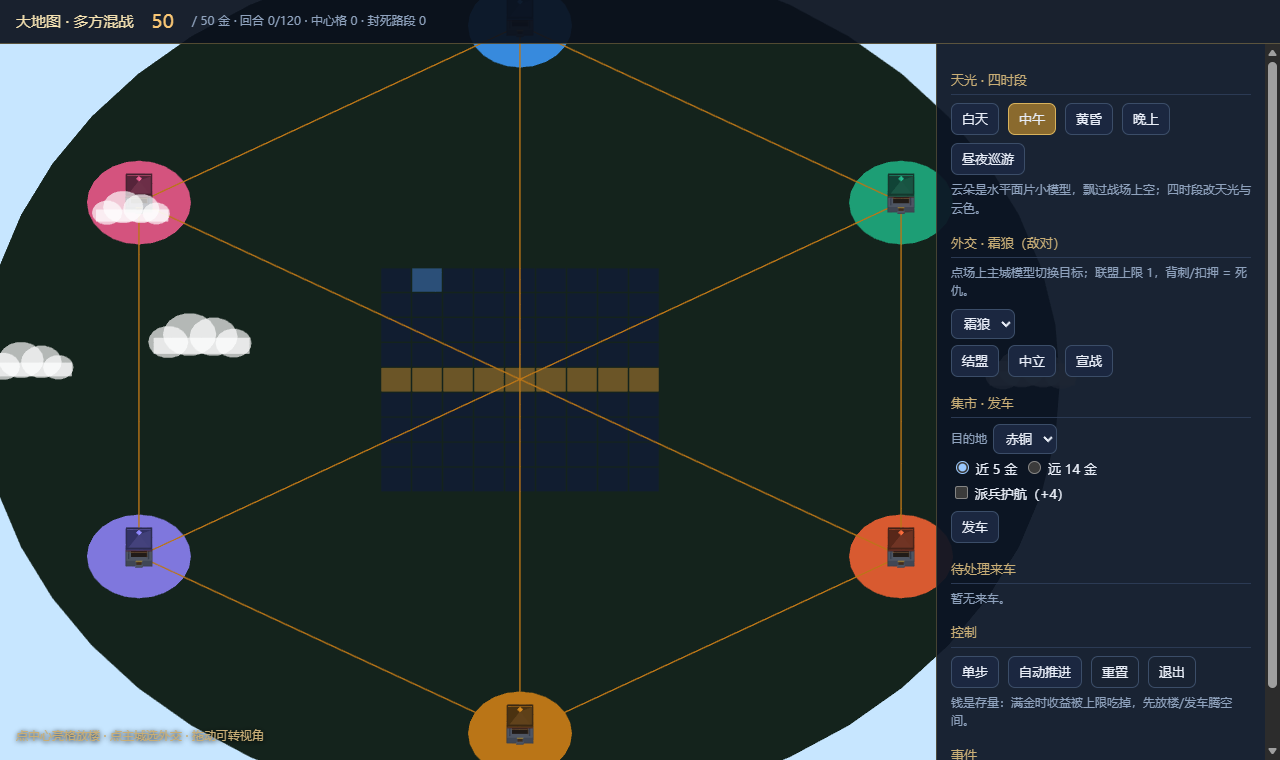 大地图 · 多方混战 50 / 50 金 · 回合 0/120 · 中心格 0 · 封死路段 0
天光 · 四时段
白天 中午 黄昏 晚上
昼夜巡游
云朵是水平面片小模型，飘过战场上空；四时段改天光与
云色。
外交 · 霜狼（敌对）
点场上主城模型切换目标；联盟上限 1，背刺/扣押 = 死
仇。
霜狼
结盟 中立 宣战
集市 · 发车
目的地 赤铜
近 5 金 远 14 金
派兵护航（+4）
发车
待处理来车
暂无来车。
控制
单步 自动推进 重置 退出
钱是存量：满金时收益被上限吃掉，先放楼/发车腾空
间。
事件